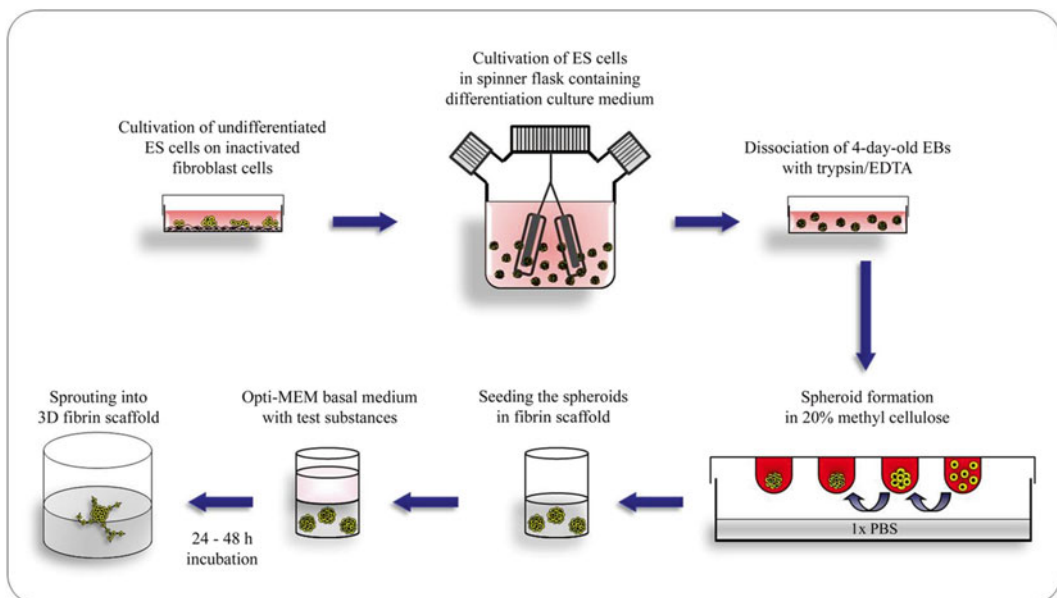 Cultivation of undifferentiated
ES cells on inactivated
fibroblast cells
Cultivation of ES cells
in spinner flask containing
differentiation culture medium
Dissociation of 4-day-old EBs
with trypsin/EDTA
Spheroid formation
in 20% methyl cellulose
1x PBS
Seeding the spheroids
in fibrin scaffold
Opti-MEM basal medium
with test substances
24 - 48 h
incubation
Sprouting into
3D fibrin scaffold